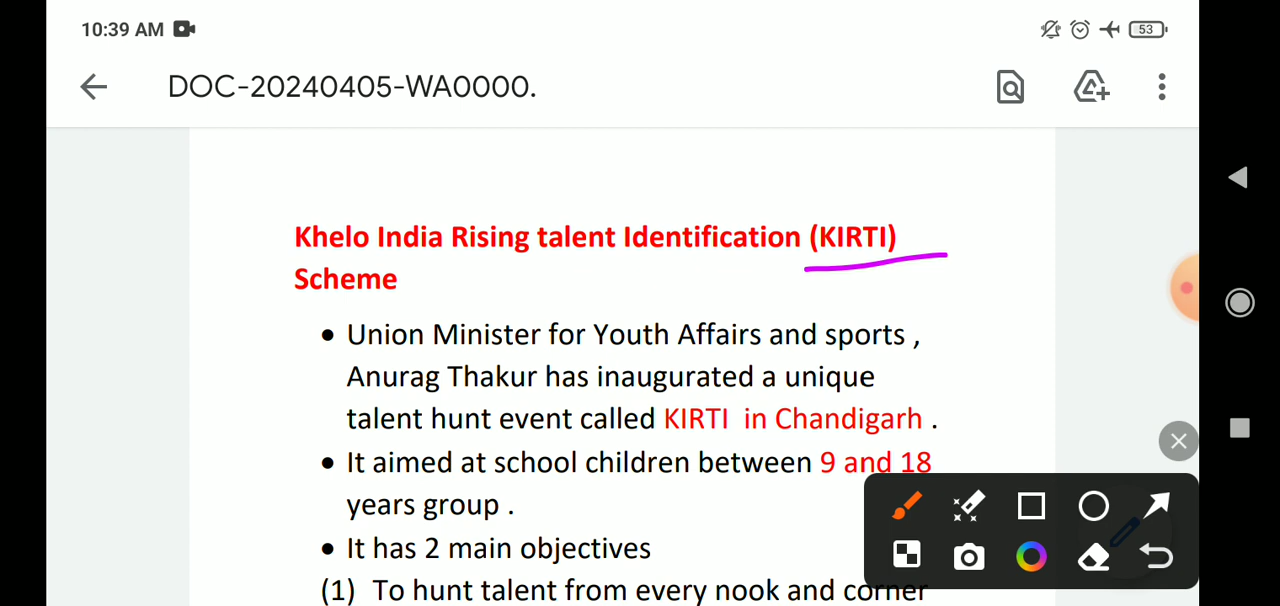 10:39 AM
53
DOC-20240405-WA0000.
Khelo India Rising talent Identification (KIRTI)
Scheme
• Union Minister for Youth Affairs and sports ,
Anurag Thakur has inaugurated a unique
talent hunt event called KIRTI in Chandigarh .
• It aimed at school children between 9 and 18
years group .
• It has 2 main objectives
(1) To hunt talent from every nook and corner